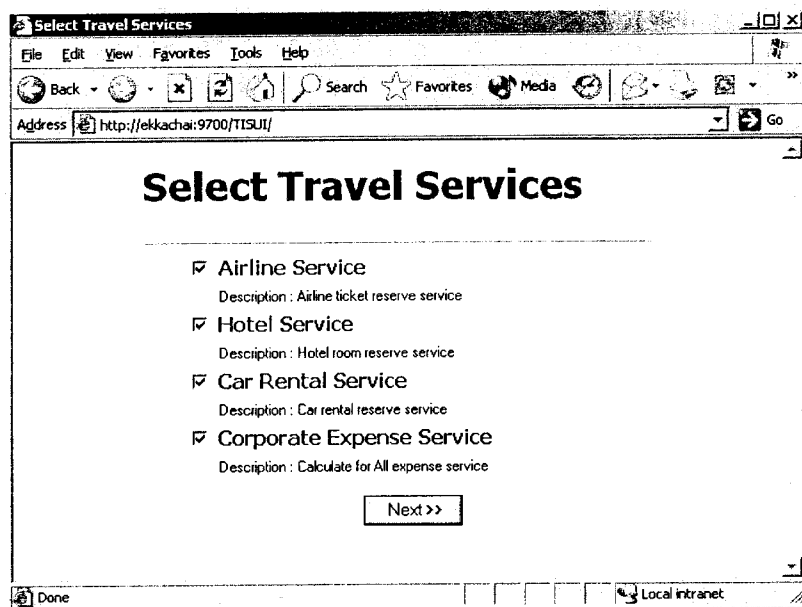 Select Travel Services
File Edit View Favorites Tools Help
Back Search Favorites Media
Address http://ekkachai:9700/TISUI/ Go
Select Travel Services
Airline Service
Description : Airline ticket reserve service
Hotel Service
Description : Hotel room reserve service
Car Rental Service
Description : Car rental reserve service
Corporate Expense Service
Description : Calculate for All expense service
Next >>
Done Local intranet